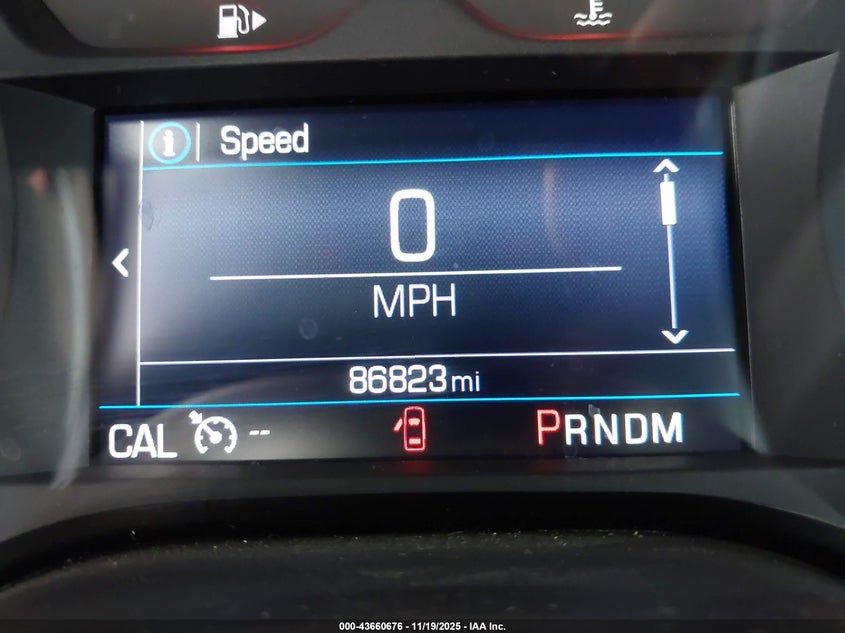 Speed
0
MPH
86823 mi
CAL -- PRNDM
000-43660676 - 11/19/2025 - IAA Inc.